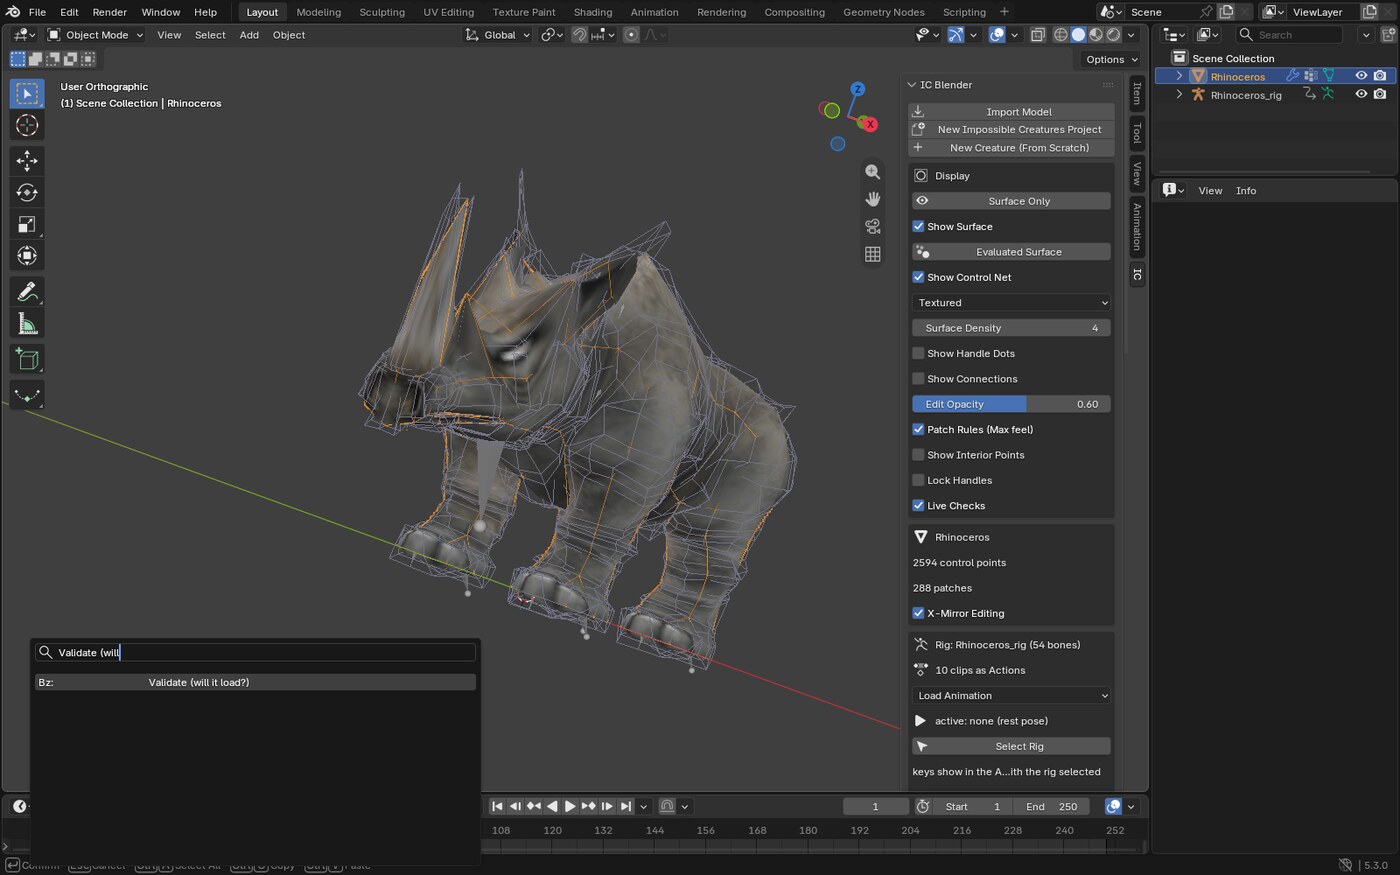 File Edit Render Window Help Layout Modeling Sculpting UV Editing Texture Paint Shading Animation Rendering Compositing Geometry Nodes Scripting + Scene ViewLayer
Object Mode View Select Add Object Global Search
Options
User Orthographic
(1) Scene Collection | Rhinoceros
Z
X
IC Blender
Import Model
New Impossible Creatures Project
New Creature (From Scratch)
Display
Surface Only
Show Surface
Evaluated Surface
Show Control Net
Textured
Surface Density 4
Show Handle Dots
Show Connections
Edit Opacity 0.60
Patch Rules (Max feel)
Show Interior Points
Lock Handles
Live Checks
Rhinoceros
2594 control points
288 patches
X-Mirror Editing
Rig: Rhinoceros_rig (54 bones)
10 clips as Actions
Load Animation
active: none (rest pose)
Select Rig
keys show in the A...ith the rig selected
Item
Tool
View
Animation
IC
Scene Collection
Rhinoceros
Rhinoceros_rig
View Info
Validate (will
Bz: Validate (will it load?)
1 Start 1 End 250
108 120 132 144 156 168 180 192 204 216 228 240 252
5.3.0